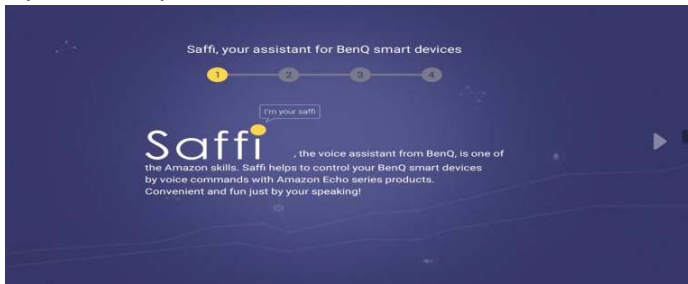 Saffi, your assistant for BenQ smart devices
1 2 3 4
I'm your saffi
Saffi , the voice assistant from BenQ, is one of
the Amazon skills. Saffi helps to control your BenQ smart devices
by voice commands with Amazon Echo series products.
Convenient and fun just by your speaking!